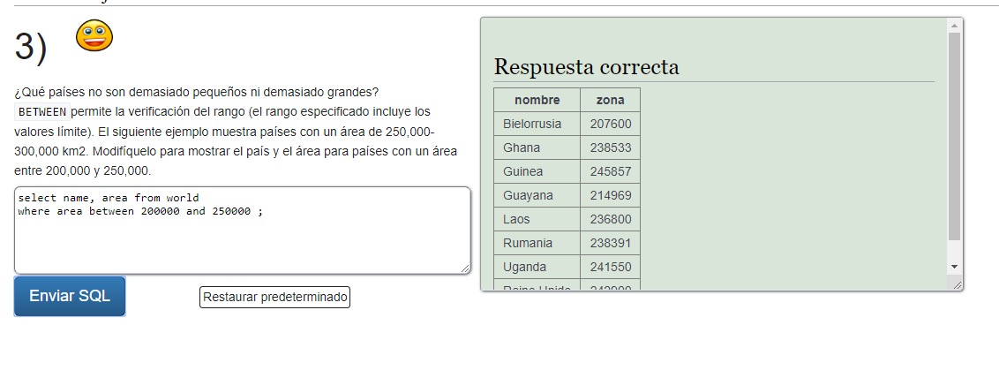 3)
¿Qué países no son demasiado pequeños ni demasiado grandes?
BETWEEN permite la verificación del rango (el rango especificado incluye los
valores límite). El siguiente ejemplo muestra países con un área de 250,000-
300,000 km2. Modifíquelo para mostrar el país y el área para países con un área
entre 200,000 y 250,000.
select name, area from world
where area between 200000 and 250000 ;
Enviar SQL
Restaurar predeterminado
Respuesta correcta
nombre zona
Bielorrusia 207600
Ghana 238533
Guinea 245857
Guayana 214969
Laos 236800
Rumania 238391
Uganda 241550
Reino Unido 242900